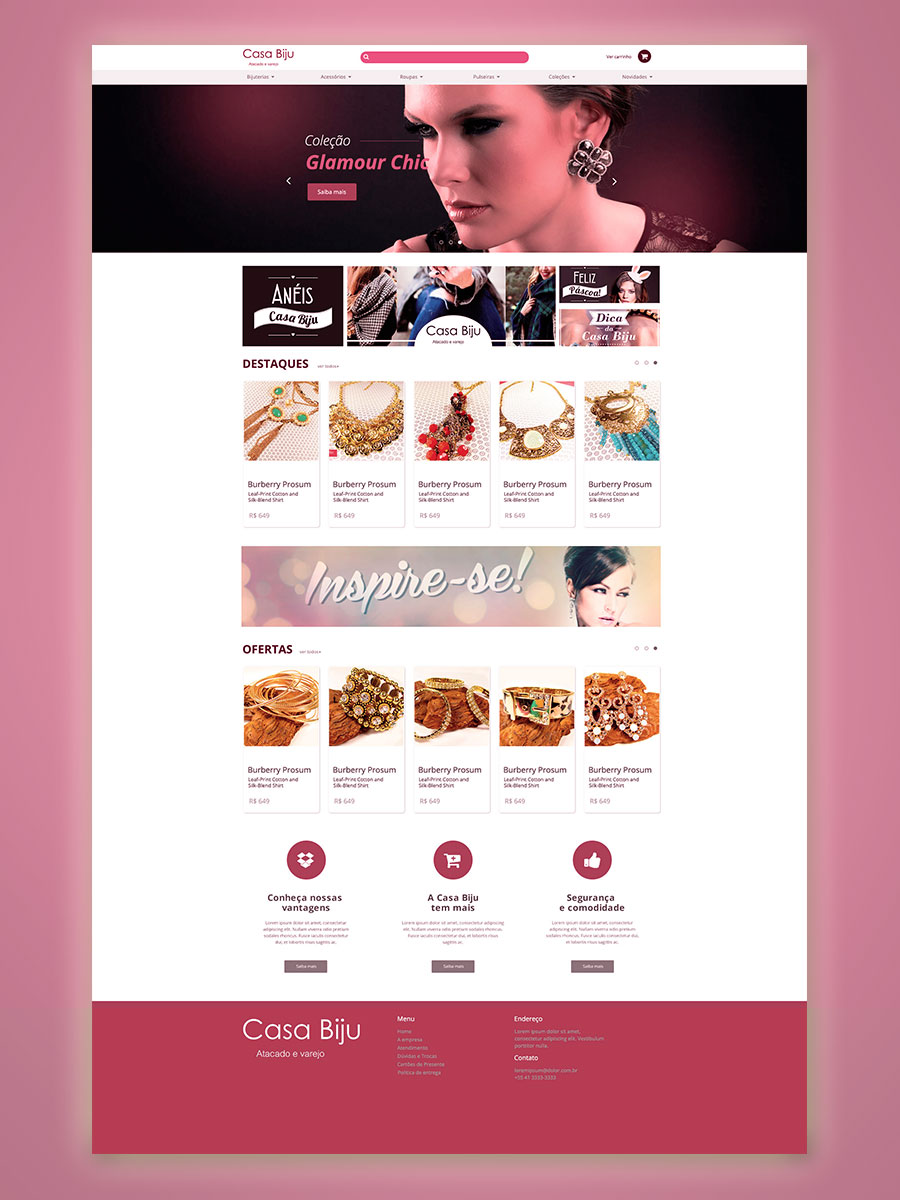 Casa Biju
Atacado e varejo
Ver carrinho
Bijuterias
Acessórios
Roupas
Pulseiras
Coleções
Novidades
Coleção
Glamour Chic
Saiba mais
ANÉIS
Casa Biju
Casa Biju
Atacado e varejo
FELIZ
Páscoa!
Dica
da
Casa Biju
DESTAQUES
ver todos+
Burberry Prosum
Leaf-Print Cotton and
Silk-Blend Shirt
R$ 649
Burberry Prosum
Leaf-Print Cotton and
Silk-Blend Shirt
R$ 649
Burberry Prosum
Leaf-Print Cotton and
Silk-Blend Shirt
R$ 649
Burberry Prosum
Leaf-Print Cotton and
Silk-Blend Shirt
R$ 649
Burberry Prosum
Leaf-Print Cotton and
Silk-Blend Shirt
R$ 649
Inspire-se!
OFERTAS
ver todos+
Burberry Prosum
Leaf-Print Cotton and
Silk-Blend Shirt
R$ 649
Burberry Prosum
Leaf-Print Cotton and
Silk-Blend Shirt
R$ 649
Burberry Prosum
Leaf-Print Cotton and
Silk-Blend Shirt
R$ 649
Burberry Prosum
Leaf-Print Cotton and
Silk-Blend Shirt
R$ 649
Burberry Prosum
Leaf-Print Cotton and
Silk-Blend Shirt
R$ 649
Conheça nossas
vantagens
Lorem ipsum dolor sit amet, consectetur
adipiscing elit. Nullam viverra orci
rhoncus. Fusce iaculis commodo
dui, et lobortis risus sagittis ac.
Saiba mais
A Casa Biju
tem mais
Lorem ipsum dolor sit amet, consectetur adipiscing
elit. Nullam viverra orci rhoncus.
Fusce iaculis commodo dui, et lobortis risus
sagittis ac.
Saiba mais
Segurança
e comodidade
Lorem ipsum dolor sit amet, consectetur
adipiscing elit. Nullam viverra orci
rhoncus. Fusce iaculis commodo dui,
et lobortis risus sagittis ac.
Saiba mais
Casa Biju
Atacado e varejo
Menu
Home
A empresa
Atendimento
Dúvidas e Trocas
Cartões de Presente
Política de entrega
Endereço
Lorem ipsum dolor sit amet,
consectetur adipiscing elit. Vestibulum
porttitor nulla.
Contato
loremipsum@dolor.com.br
+55 41 3333-3333